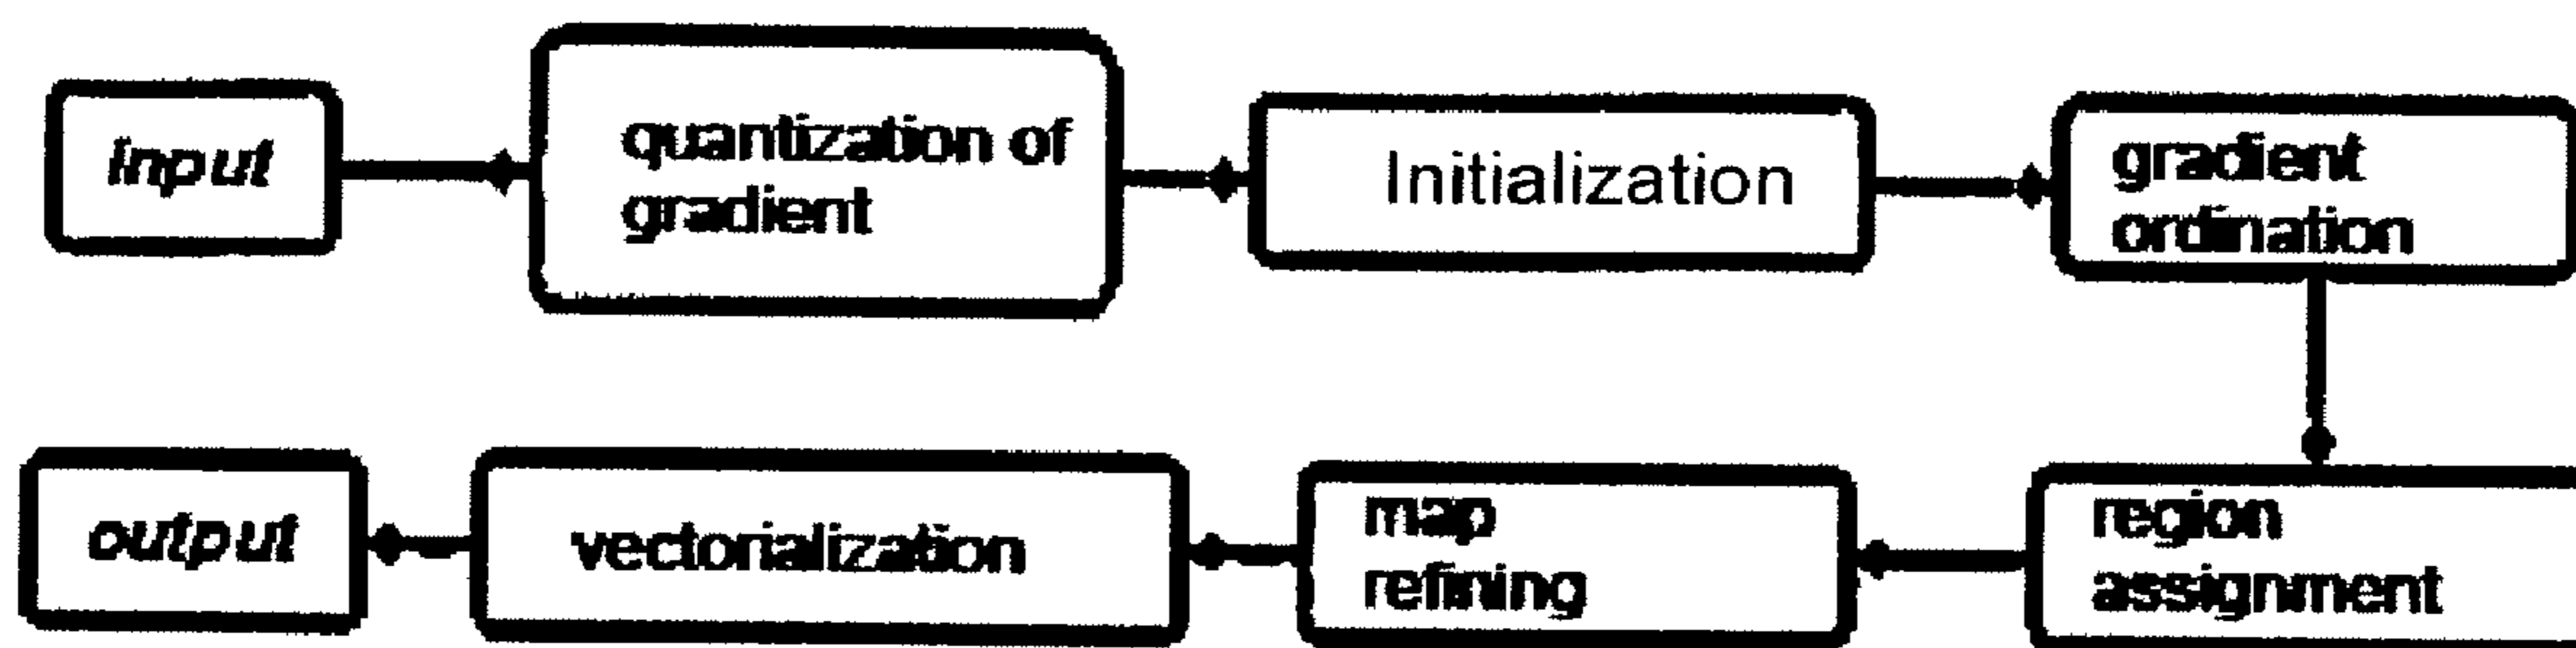 input
quantization of
gradient
Initialization
gradient
ordination
region
assignment
map
refining
vectorialization
output